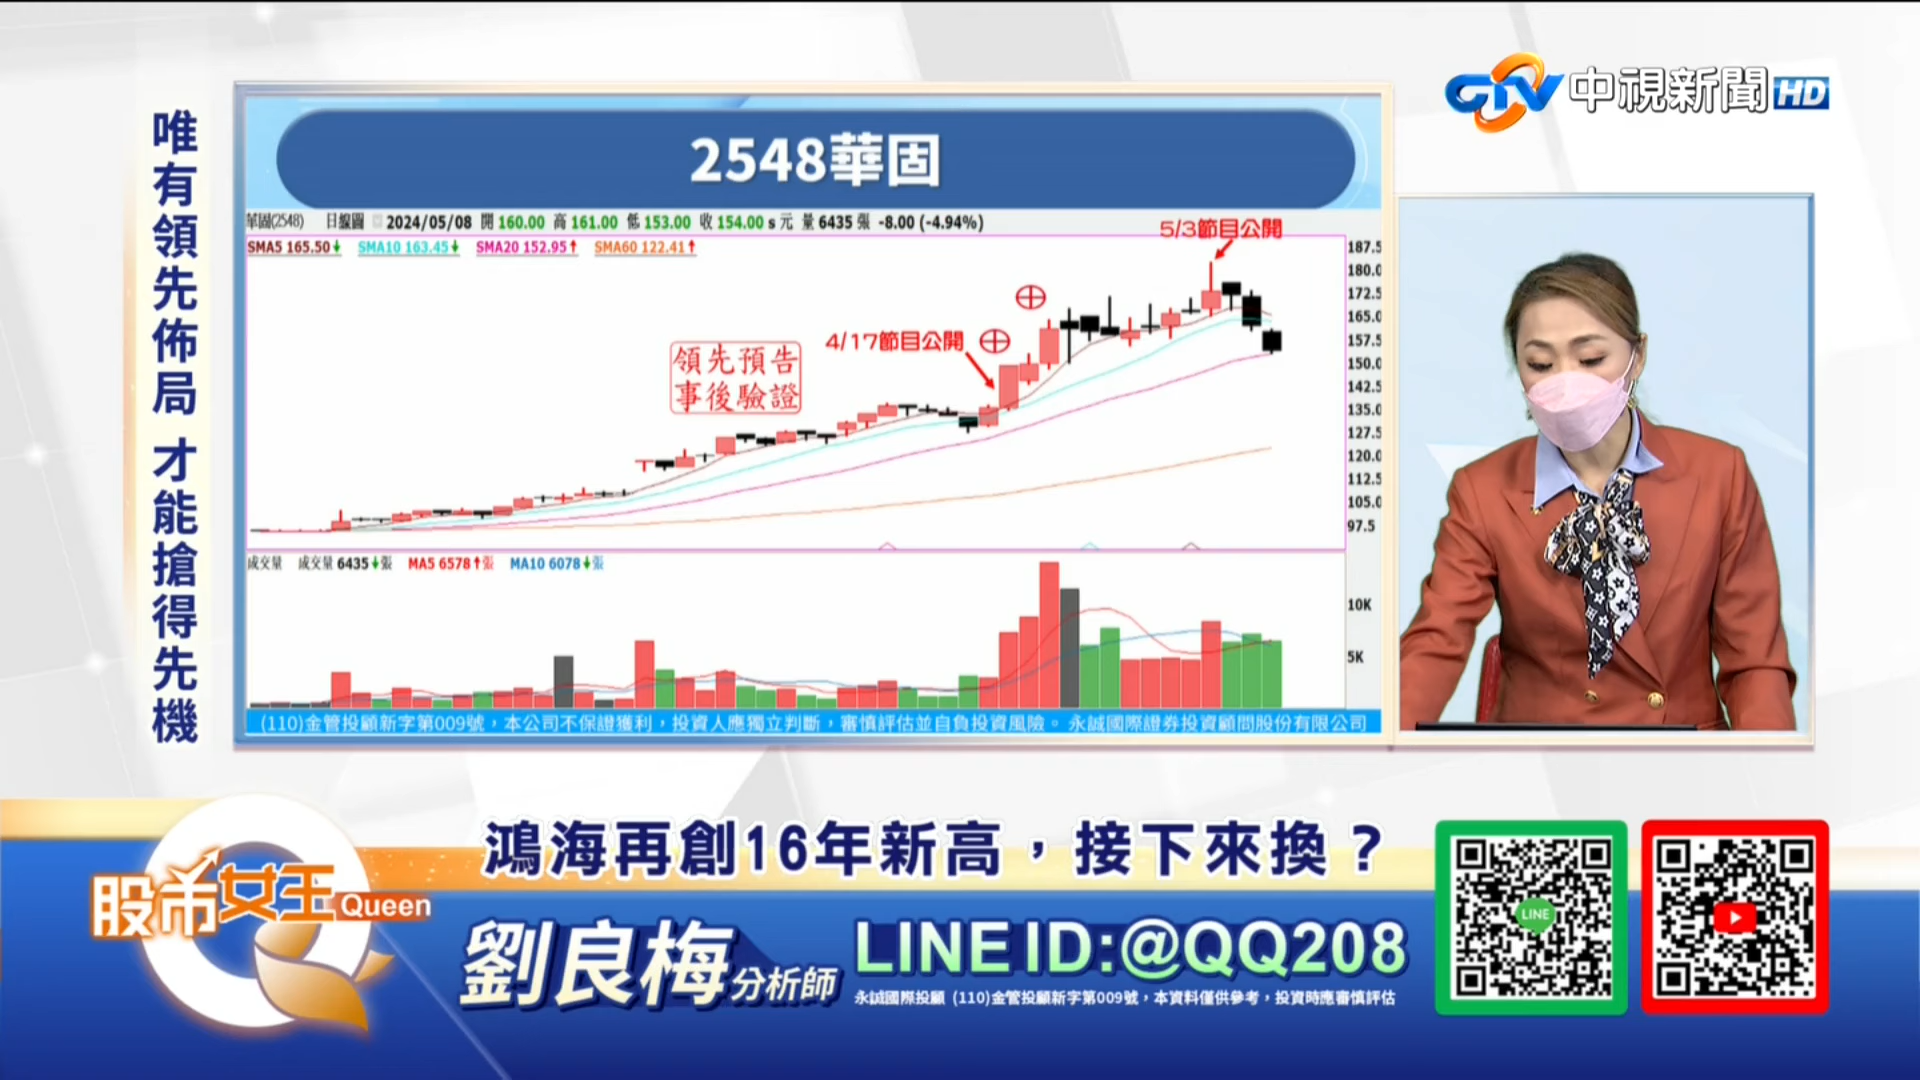 唯有領先佈局 才能搶得先機
CTV中視新聞HD
2548華固
華固(2548) 日線圖 2024/05/08 開 160.00 高 161.00 低 153.00 收 154.00 s 元 量 6435 張 -8.00 (-4.94%)
SMA5 165.50↓ SMA10 163.45↓ SMA20 152.95↑ SMA60 122.41↑
5/3節目公開
4/17節目公開
領先預告
事後驗證
187.5
180.0
172.5
165.0
157.5
150.0
142.5
135.0
127.5
120.0
112.5
105.0
97.5
成交量 成交量 6435↓張 MA5 6578↑張 MA10 6078↓張
10K
5K
(110)金管投顧新字第009號，本公司不保證獲利，投資人應獨立判斷，審慎評估並自負投資風險。 永誠國際證券投資顧問股份有限公司
鴻海再創16年新高，接下來換？
股市女王Queen
劉良梅分析師
LINE ID:@QQ208
永誠國際投顧 (110)金管投顧新字第009號，本資料僅供參考，投資時應審慎評估
LINE